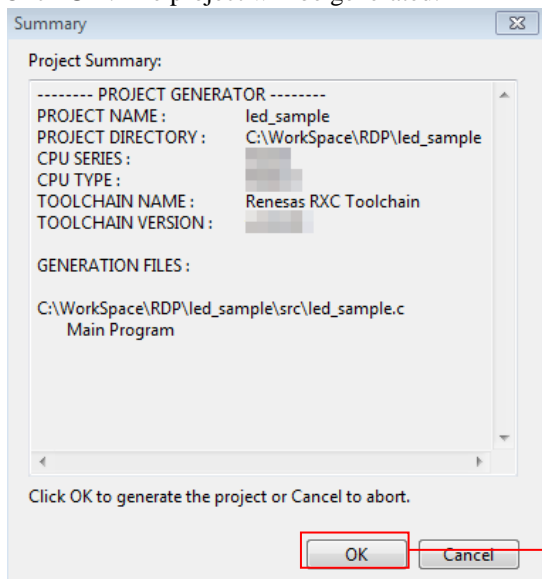 Summary
Project Summary:
-------- PROJECT GENERATOR --------
PROJECT NAME : led_sample
PROJECT DIRECTORY : C:\WorkSpace\RDP\led_sample
CPU SERIES :
CPU TYPE :
TOOLCHAIN NAME : Renesas RXC Toolchain
TOOLCHAIN VERSION :
GENERATION FILES :
C:\WorkSpace\RDP\led_sample\src\led_sample.c
Main Program
Click OK to generate the project or Cancel to abort.
OK Cancel